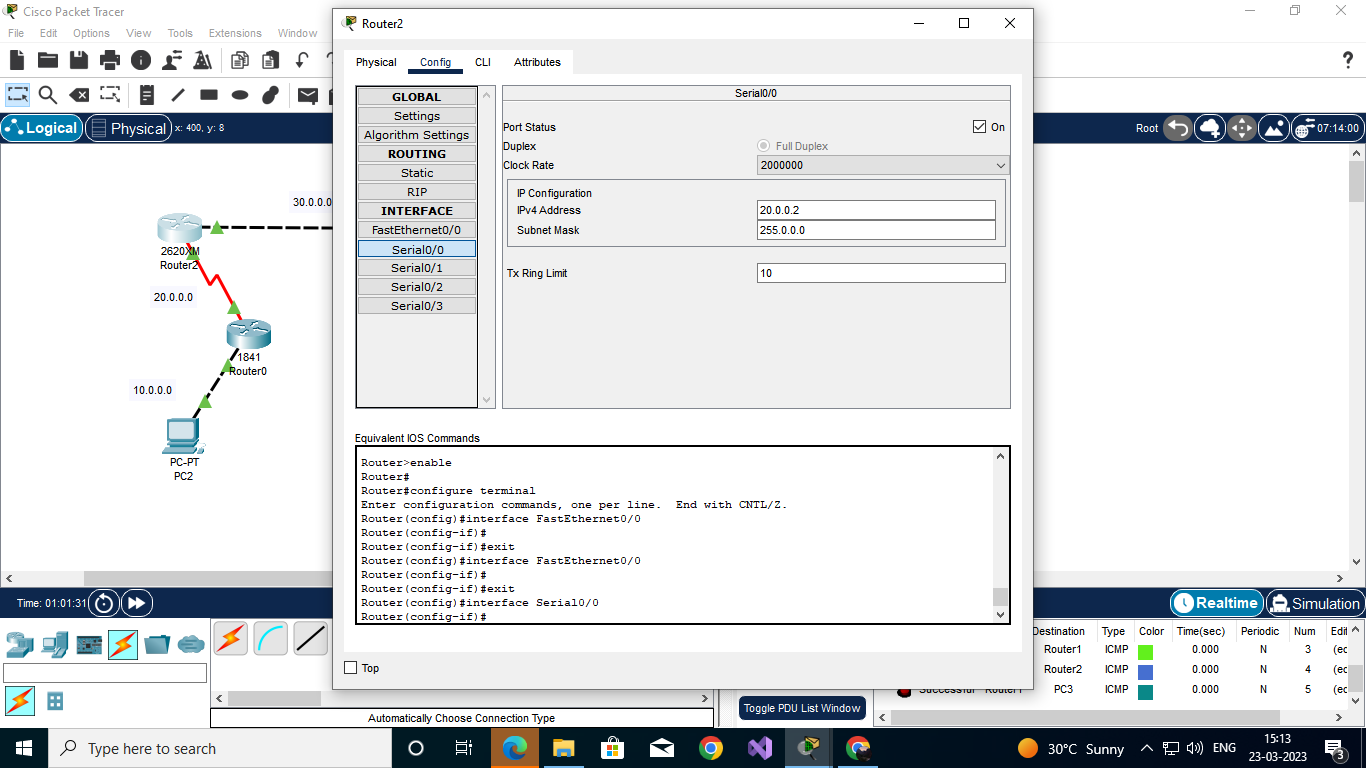 Cisco Packet Tracer
File Edit Options View Tools Extensions Window
Logical Physical x: 400, y: 8
Root 07:14:00
30.0.0.0
2620XM
Router2
20.0.0.0
1841
Router0
10.0.0.0
PC-PT
PC2
Router2
Physical Config CLI Attributes
GLOBAL
Settings
Algorithm Settings
ROUTING
Static
RIP
INTERFACE
FastEthernet0/0
Serial0/0
Serial0/1
Serial0/2
Serial0/3
Serial0/0
Port Status On
Duplex Full Duplex
Clock Rate 2000000
IP Configuration
IPv4 Address 20.0.0.2
Subnet Mask 255.0.0.0
Tx Ring Limit 10
Equivalent IOS Commands
Router>enable
Router#
Router#configure terminal
Enter configuration commands, one per line. End with CNTL/Z.
Router(config)#interface FastEthernet0/0
Router(config-if)#
Router(config-if)#exit
Router(config)#interface FastEthernet0/0
Router(config-if)#
Router(config-if)#exit
Router(config)#interface Serial0/0
Router(config-if)#
Top
Time: 01:01:31
Realtime Simulation
Automatically Choose Connection Type
Toggle PDU List Window
Destination Type Color Time(sec) Periodic Num Edit
Router1 ICMP 0.000 N 3 (ec
Router2 ICMP 0.000 N 4 (ec
Successful Router1 PC3 ICMP 0.000 N 5 (ec
Type here to search
30°C Sunny
ENG
15:13
23-03-2023
3